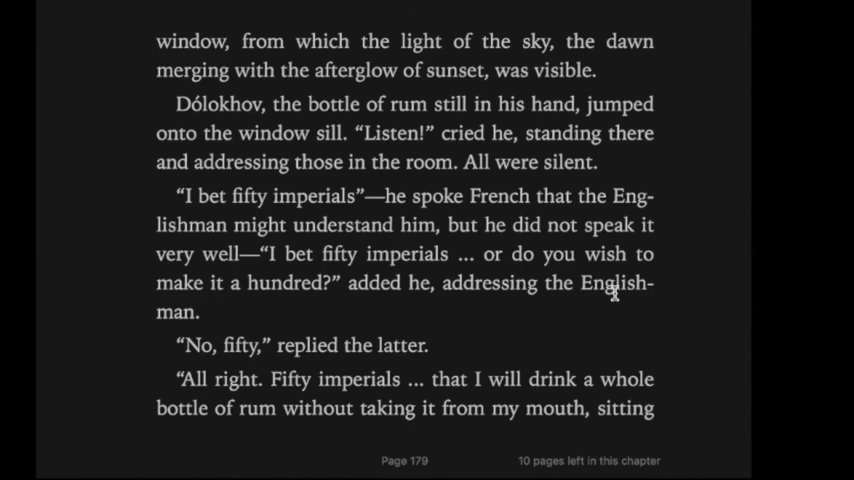 window, from which the light of the sky, the dawn
merging with the afterglow of sunset, was visible.
Dólokhov, the bottle of rum still in his hand, jumped
onto the window sill. “Listen!” cried he, standing there
and addressing those in the room. All were silent.
“I bet fifty imperials”—he spoke French that the Eng-
lishman might understand him, but he did not speak it
very well—“I bet fifty imperials ... or do you wish to
make it a hundred?” added he, addressing the English-
man.
“No, fifty,” replied the latter.
“All right. Fifty imperials ... that I will drink a whole
bottle of rum without taking it from my mouth, sitting
Page 179
10 pages left in this chapter